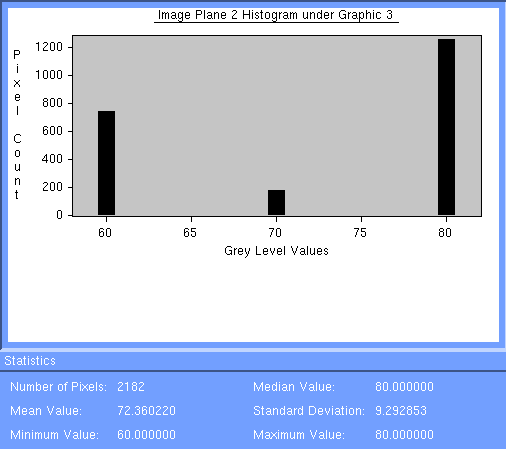 Image Plane 2 Histogram under Graphic 3
Pixel Count
1200
1000
800
600
400
200
0
60 65 70 75 80
Grey Level Values
Statistics
Number of Pixels: 2182 Median Value: 80.000000
Mean Value: 72.360220 Standard Deviation: 9.292853
Minimum Value: 60.000000 Maximum Value: 80.000000